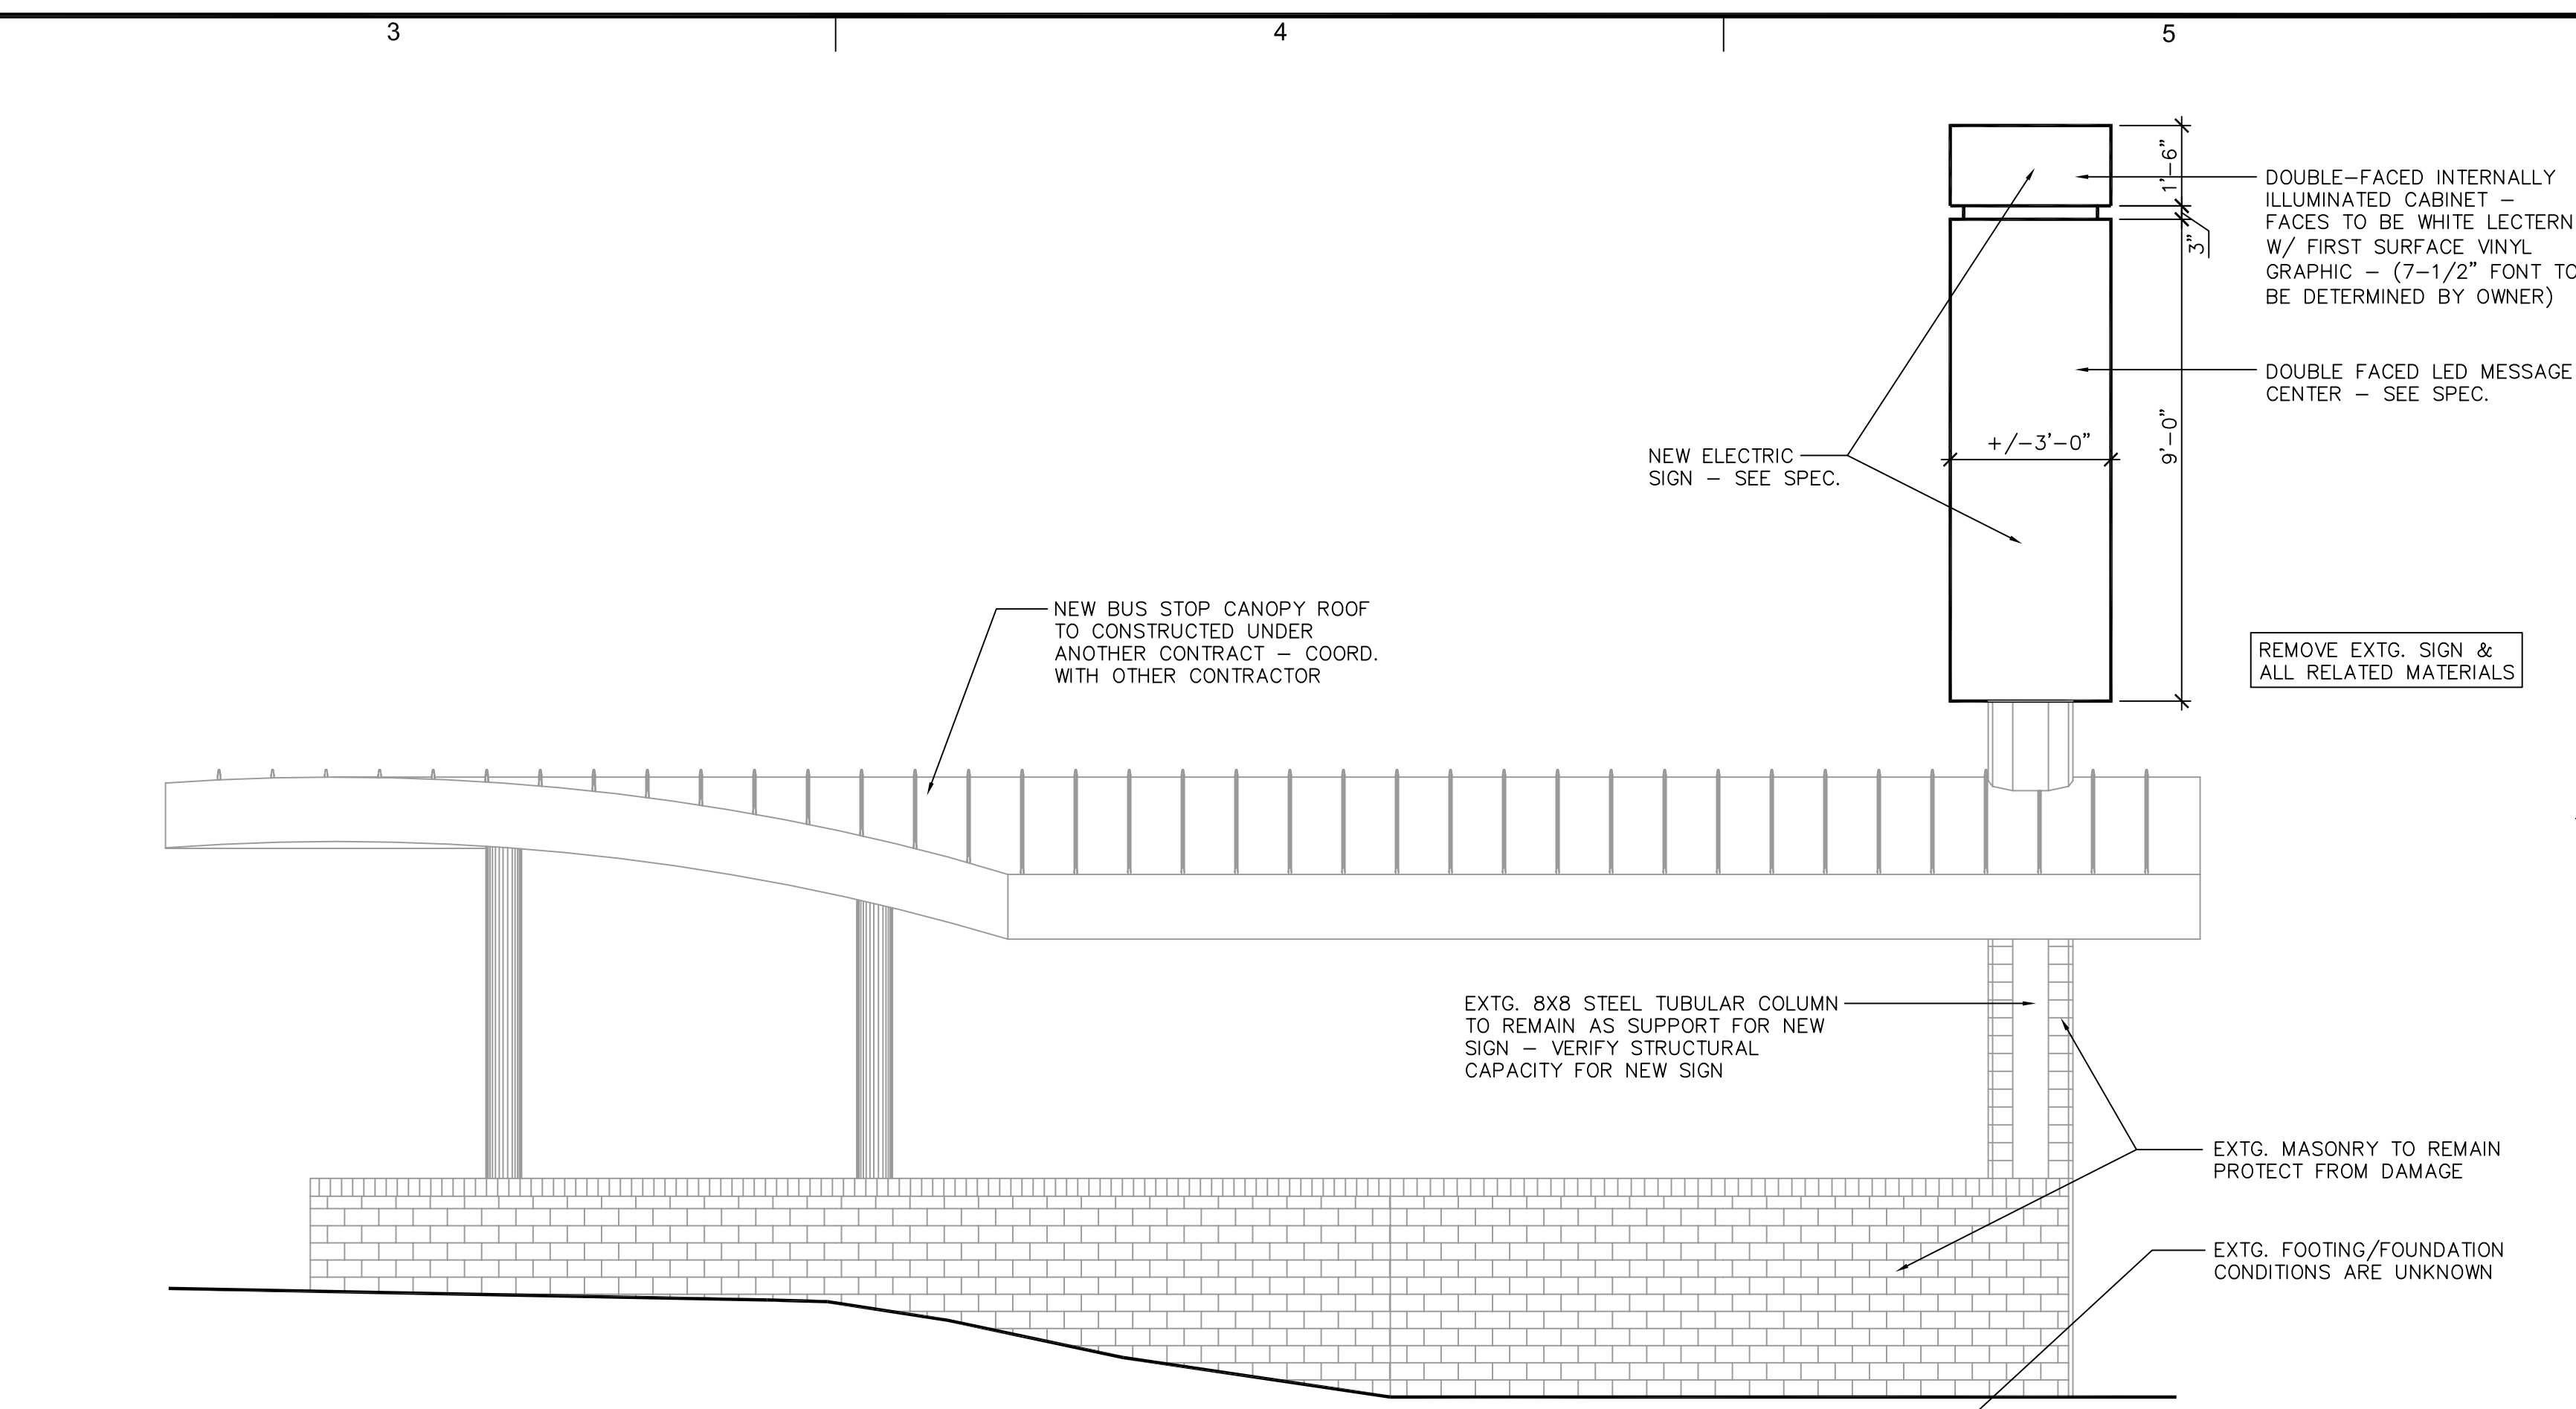 3
4
5
1'-6"
3"
DOUBLE-FACED INTERNALLY
ILLUMINATED CABINET –
FACES TO BE WHITE LECTERN
W/ FIRST SURFACE VINYL
GRAPHIC – (7-1/2" FONT TO
BE DETERMINED BY OWNER)
DOUBLE FACED LED MESSAGE
CENTER – SEE SPEC.
9'-0"
+/-3'-0"
NEW ELECTRIC
SIGN – SEE SPEC.
NEW BUS STOP CANOPY ROOF
TO CONSTRUCTED UNDER
ANOTHER CONTRACT – COORD.
WITH OTHER CONTRACTOR
REMOVE EXTG. SIGN &
ALL RELATED MATERIALS
EXTG. 8X8 STEEL TUBULAR COLUMN
TO REMAIN AS SUPPORT FOR NEW
SIGN – VERIFY STRUCTURAL
CAPACITY FOR NEW SIGN
EXTG. MASONRY TO REMAIN
PROTECT FROM DAMAGE
EXTG. FOOTING/FOUNDATION
CONDITIONS ARE UNKNOWN